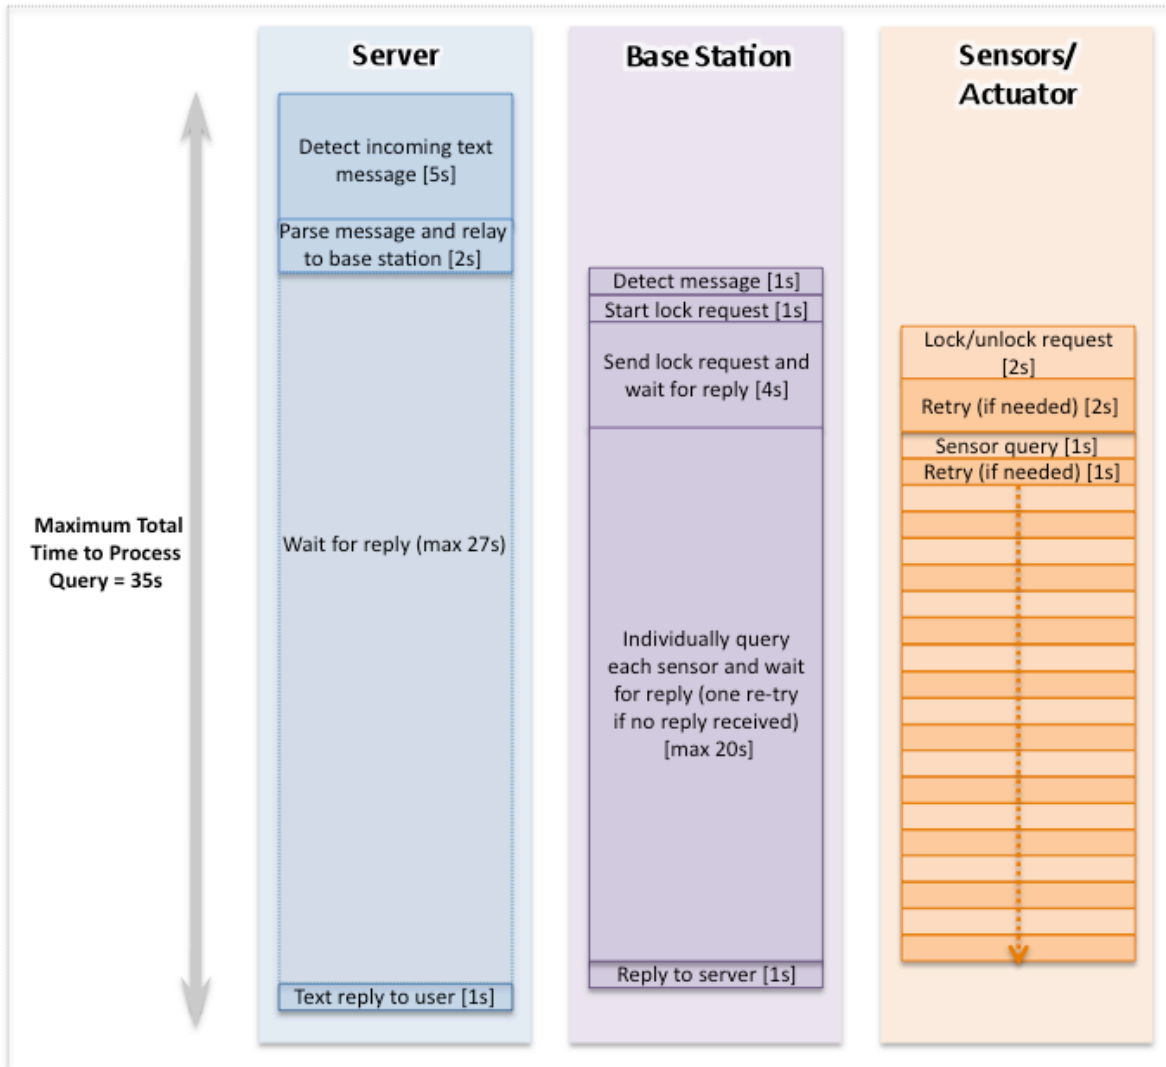 Server
Detect incoming text
message [5s]
Parse message and relay
to base station [2s]
Wait for reply (max 27s)
Text reply to user [1s]
Base Station
Detect message [1s]
Start lock request [1s]
Send lock request and
wait for reply [4s]
Individually query
each sensor and wait
for reply (one re-try
if no reply received)
[max 20s]
Reply to server [1s]
Sensors/
Actuator
Lock/unlock request
[2s]
Retry (if needed) [2s]
Sensor query [1s]
Retry (if needed) [1s]
Maximum Total
Time to Process
Query = 35s